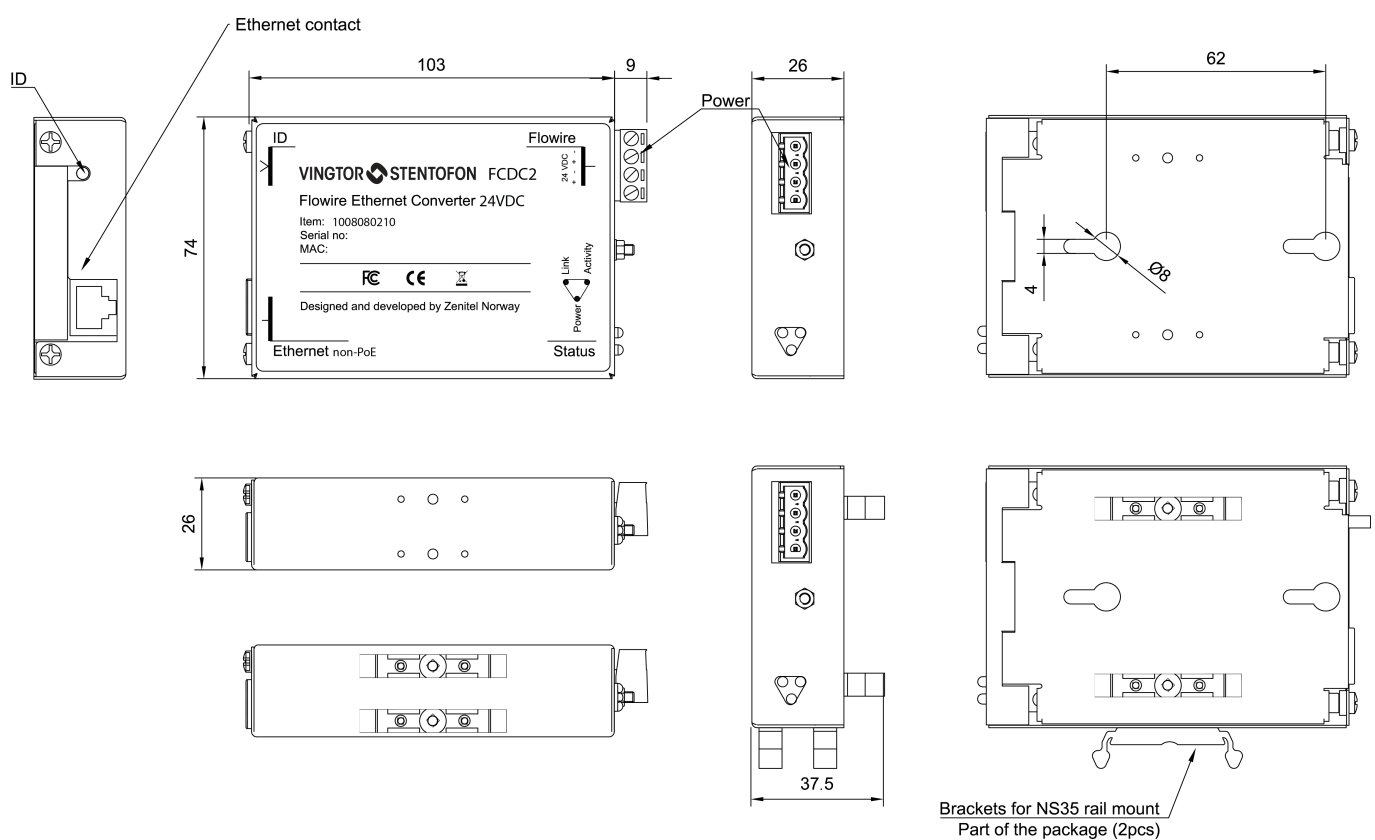 Ethernet contact
ID
103
9
26
62
Power
ID
Flowire
24 VDC
+ - + -
VINGTOR STENTOFON FCDC2
Flowire Ethernet Converter 24VDC
Item: 1008080210
Serial no:
MAC:
74
Link
Activity
Power
FC CE
Designed and developed by Zenitel Norway
Ethernet non-PoE
Status
4
Ø8
26
37.5
Brackets for NS35 rail mount
Part of the package (2pcs)